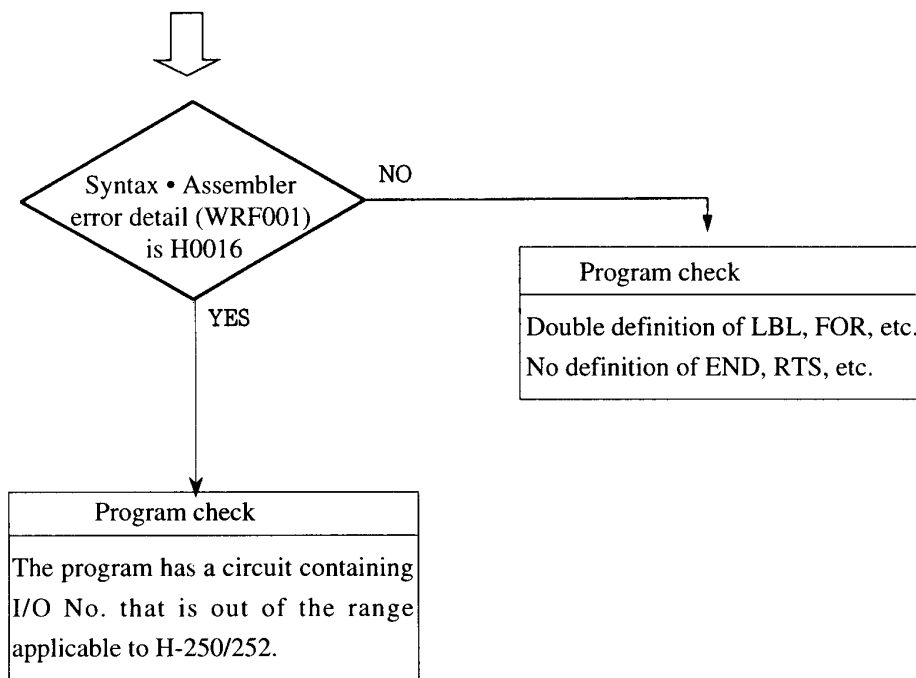 Syntax • Assembler
error detail (WRF001)
is H0016
NO
YES
Program check
Double definition of LBL, FOR, etc.
No definition of END, RTS, etc.
Program check
The program has a circuit containing
I/O No. that is out of the range
applicable to H-250/252.